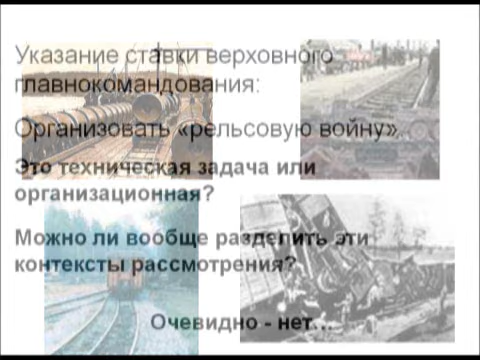 Указание ставки верховного
главнокомандования:
Организовать «рельсовую войну»
Это техническая задача или
организационная?
Можно ли вообще разделить эти
контексты рассмотрения?
Очевидно - нет…